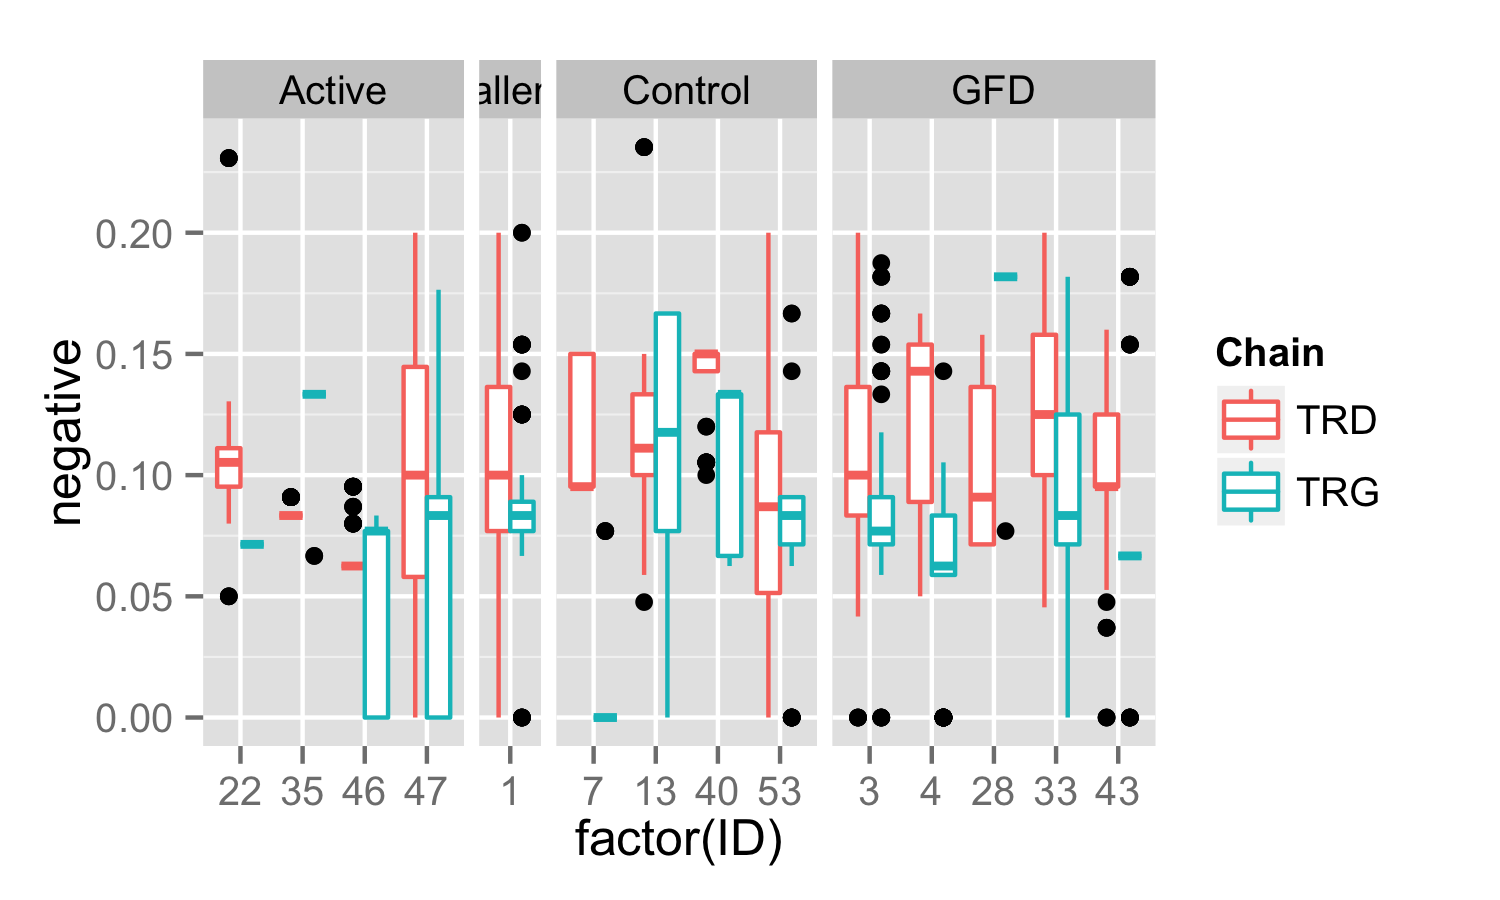 Active allen Control GFD
negative
0.20
0.15
0.10
0.05
0.00
22 35 46 47 1 7 13 40 53 3 4 28 33 43
factor(ID)
Chain
TRD
TRG